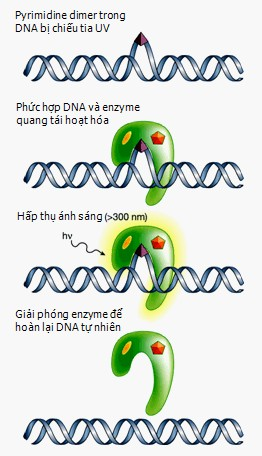 Pyrimidine dimer trong
DNA bị chiếu tia UV
Phức hợp DNA và enzyme
quang tái hoạt hóa
Hấp thụ ánh sáng (>300 nm)
hν
Giải phóng enzyme để
hoàn lại DNA tự nhiên